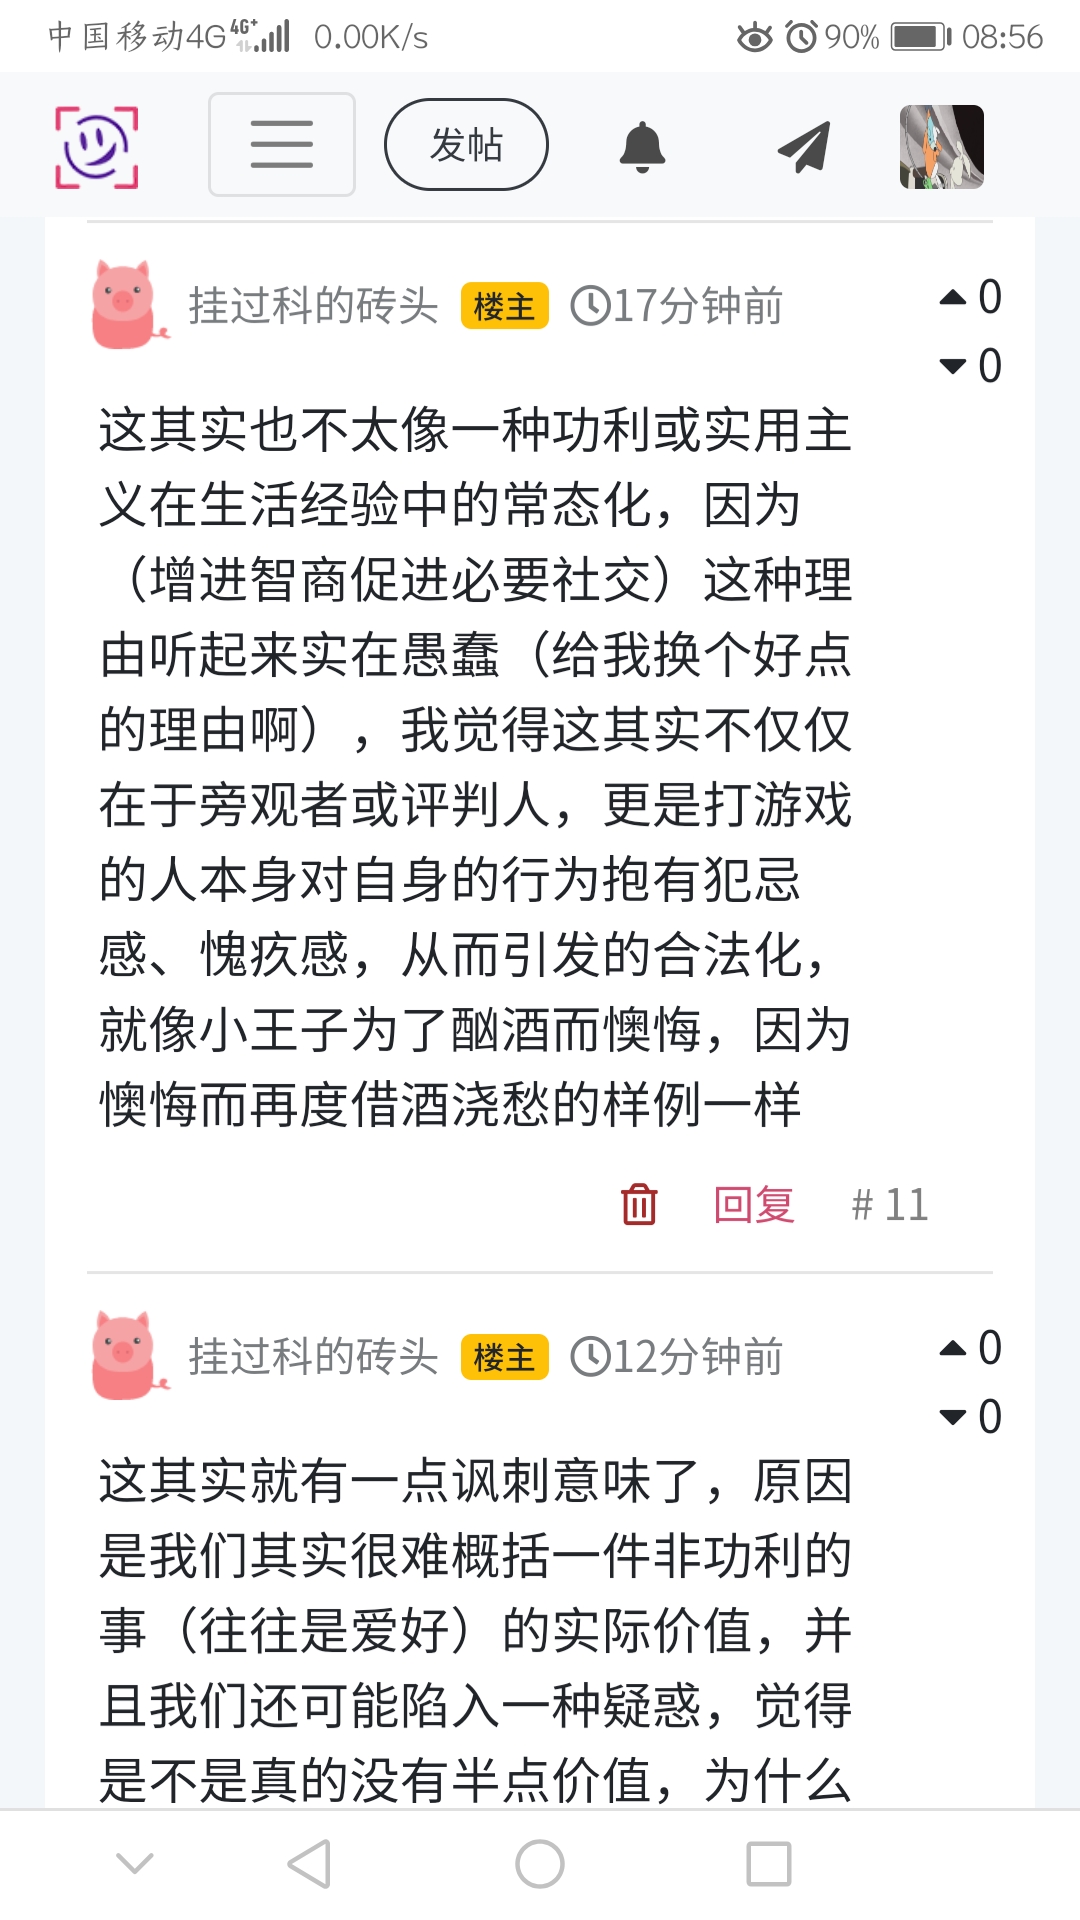 中国移动4G 4G+ 0.00K/s 90% 08:56
发帖
挂过科的砖头 楼主 17分钟前 0
0
这其实也不太像一种功利或实用主
义在生活经验中的常态化，因为
（增进智商促进必要社交）这种理
由听起来实在愚蠢（给我换个好点
的理由啊），我觉得这其实不仅仅
在于旁观者或评判人，更是打游戏
的人本身对自身的行为抱有犯忌
感、愧疚感，从而引发的合法化，
就像小王子为了酗酒而懊悔，因为
懊悔而再度借酒浇愁的样例一样
回复 # 11
挂过科的砖头 楼主 12分钟前 0
0
这其实就有一点讽刺意味了，原因
是我们其实很难概括一件非功利的
事（往往是爱好）的实际价值，并
且我们还可能陷入一种疑惑，觉得
是不是真的没有半点价值，为什么